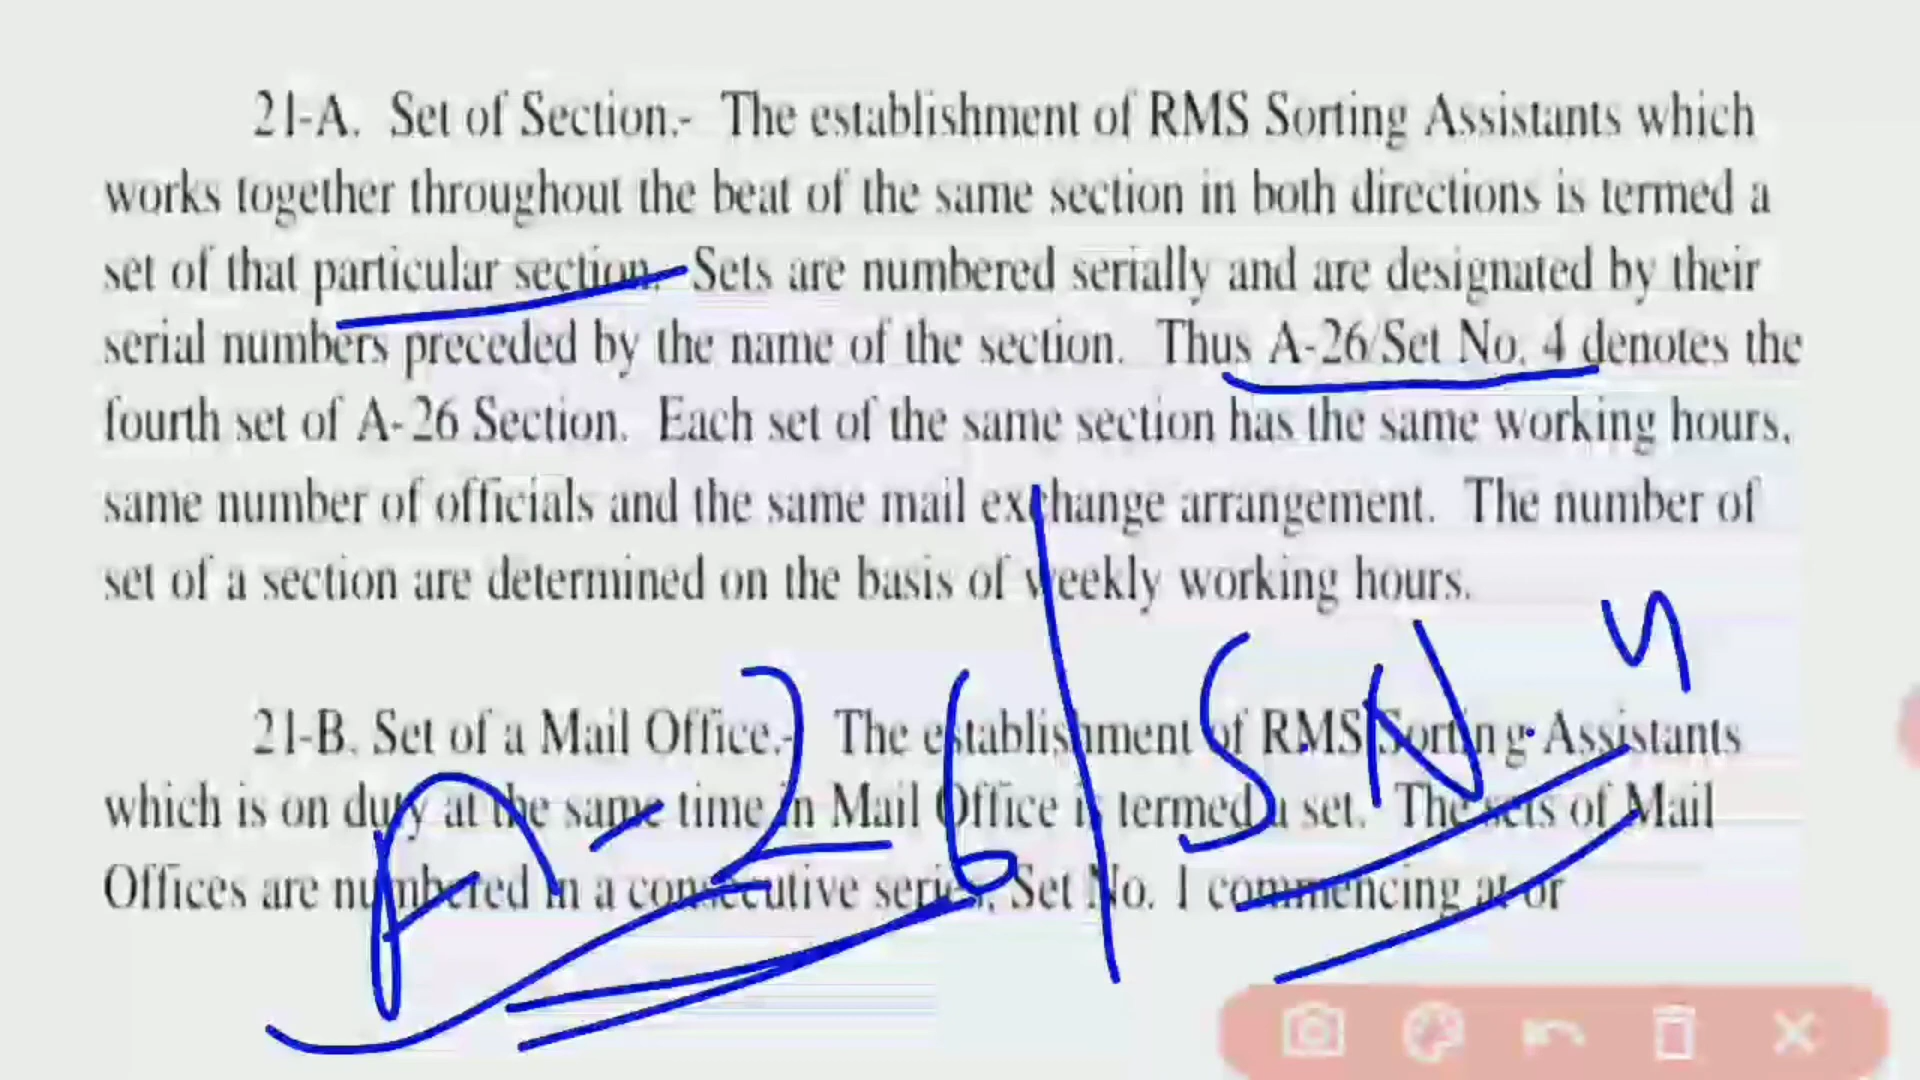 21-A. Set of Section.- The establishment of RMS Sorting Assistants which
works together throughout the beat of the same section in both directions is termed a
set of that particular section. Sets are numbered serially and are designated by their
serial numbers preceded by the name of the section. Thus A-26/Set No. 4 denotes the
fourth set of A-26 Section. Each set of the same section has the same working hours,
same number of officials and the same mail exchange arrangement. The number of
set of a section are determined on the basis of weekly working hours.
21-B. Set of a Mail Office.- The establishment of RMS Sorting Assistants
which is on duty at the same time in Mail Office is termed a set. The sets of Mail
Offices are numbered in a consecutive series, Set No. 1 commencing at or
A-26/SN 4